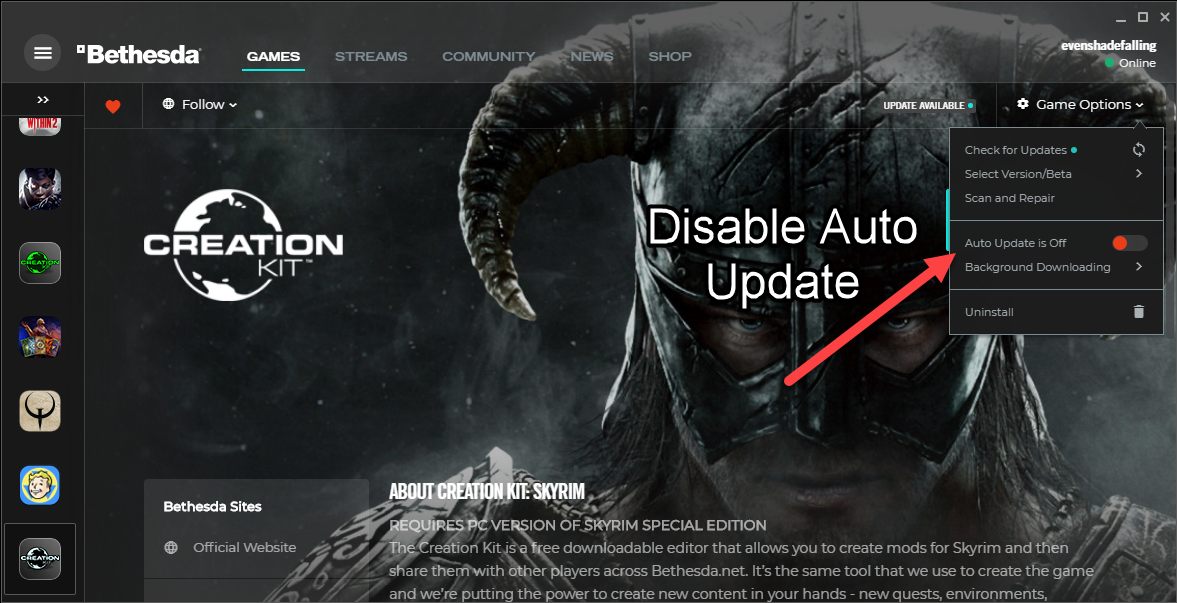 Bethesda
GAMES
STREAMS
COMMUNITY
NEWS
SHOP
evenshadefalling
Online
WITHIN 2
Follow
UPDATE AVAILABLE
Game Options
Check for Updates
Select Version/Beta
Scan and Repair
Auto Update is Off
Background Downloading
Uninstall
CREATION
KIT™
Disable Auto
Update
CREATION
CREATION
Bethesda Sites
Official Website
ABOUT CREATION KIT: SKYRIM
REQUIRES PC VERSION OF SKYRIM SPECIAL EDITION
The Creation Kit is a free downloadable editor that allows you to create mods for Skyrim and then
share them with other players across Bethesda.net. It's the same tool that we use to create the game
and we're putting the power to create new content in your hands - new quests, environments,